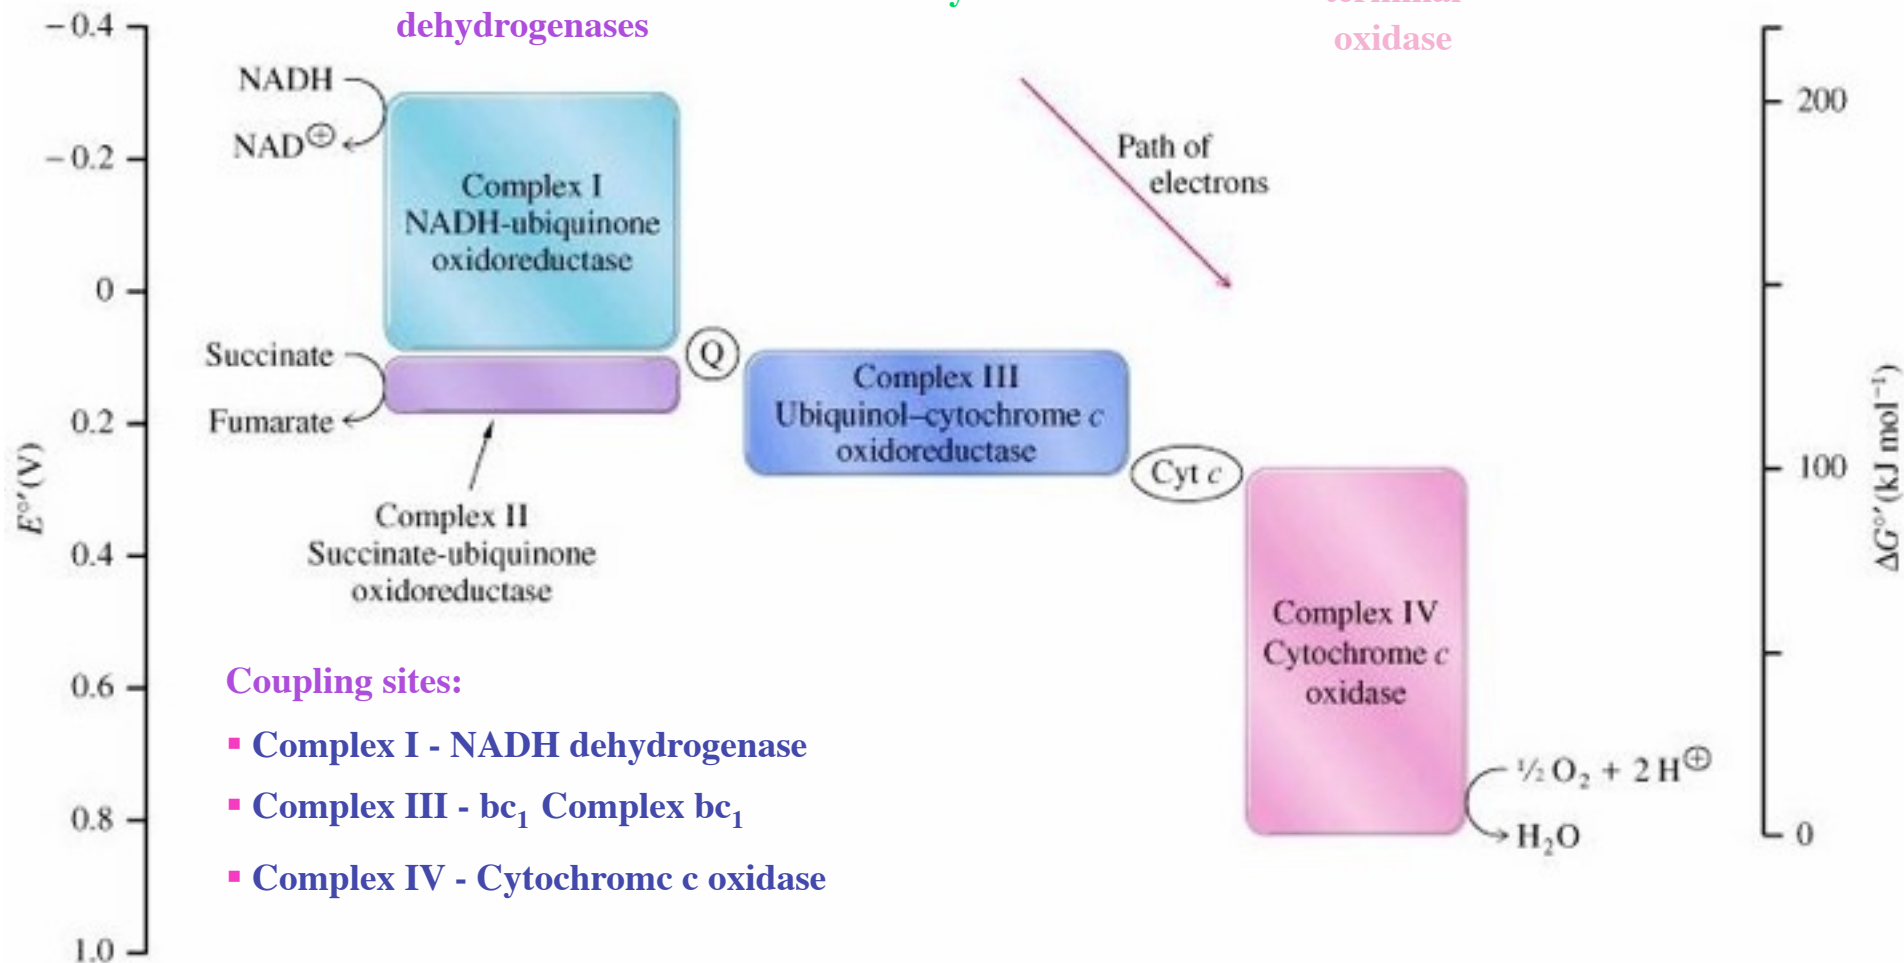 dehydrogenases
oxidase
– 0.4
– 0.2
0
0.2
0.4
0.6
0.8
1.0
E°′ (V)
NADH
NAD⊕
Complex I
NADH-ubiquinone
oxidoreductase
Succinate
Fumarate
Q
Complex II
Succinate-ubiquinone
oxidoreductase
Complex III
Ubiquinol–cytochrome c
oxidoreductase
Cyt c
Path of
electrons
Complex IV
Cytochrome c
oxidase
½ O₂ + 2 H⊕
H₂O
200
100
0
ΔG°′ (kJ mol⁻¹)
Coupling sites:
▪ Complex I - NADH dehydrogenase
▪ Complex III - bc₁ Complex bc₁
▪ Complex IV - Cytochromc c oxidase